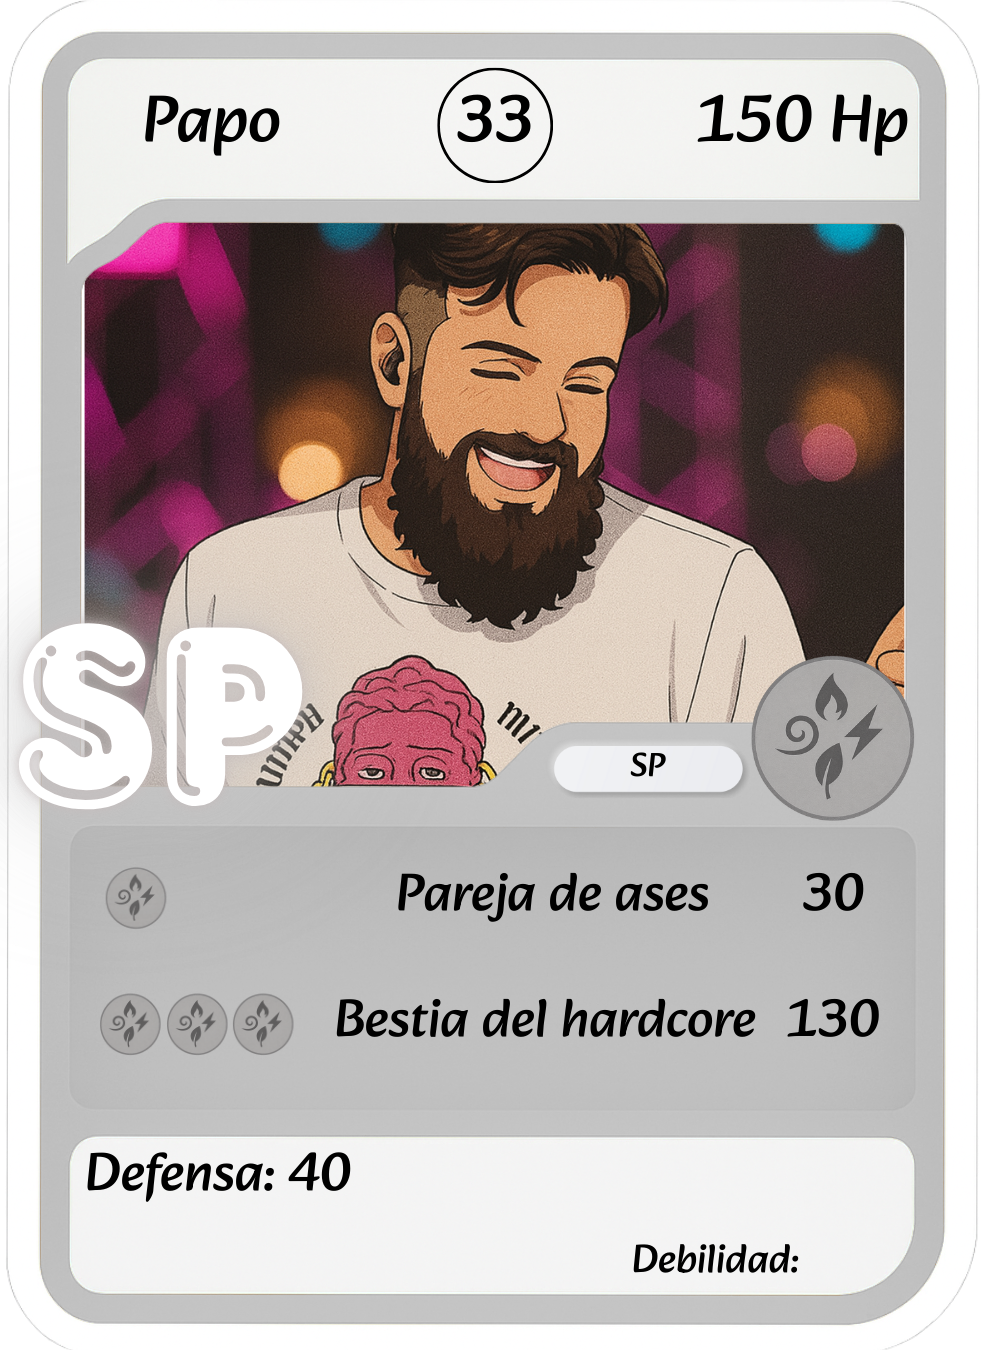 Papo
33
150 Hp
SP
SP
Pareja de ases 30
Bestia del hardcore 130
Defensa: 40
Debilidad: